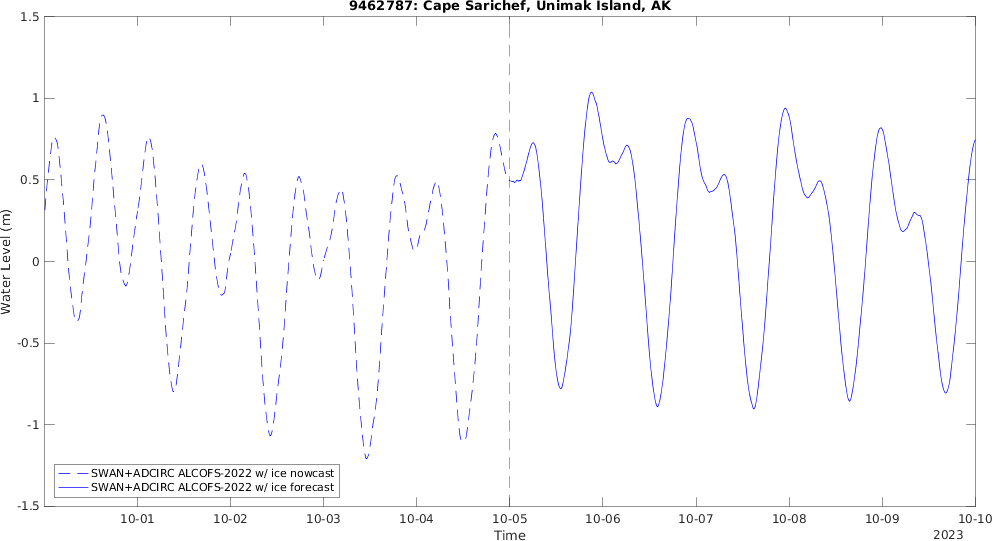 9462787: Cape Sarichef, Unimak Island, AK
1.5
1
0.5
0
-0.5
-1
-1.5
Water Level (m)
SWAN+ADCIRC ALCOFS-2022 w/ ice nowcast
SWAN+ADCIRC ALCOFS-2022 w/ ice forecast
10-01 10-02 10-03 10-04 10-05 10-06 10-07 10-08 10-09 10-10
Time
2023